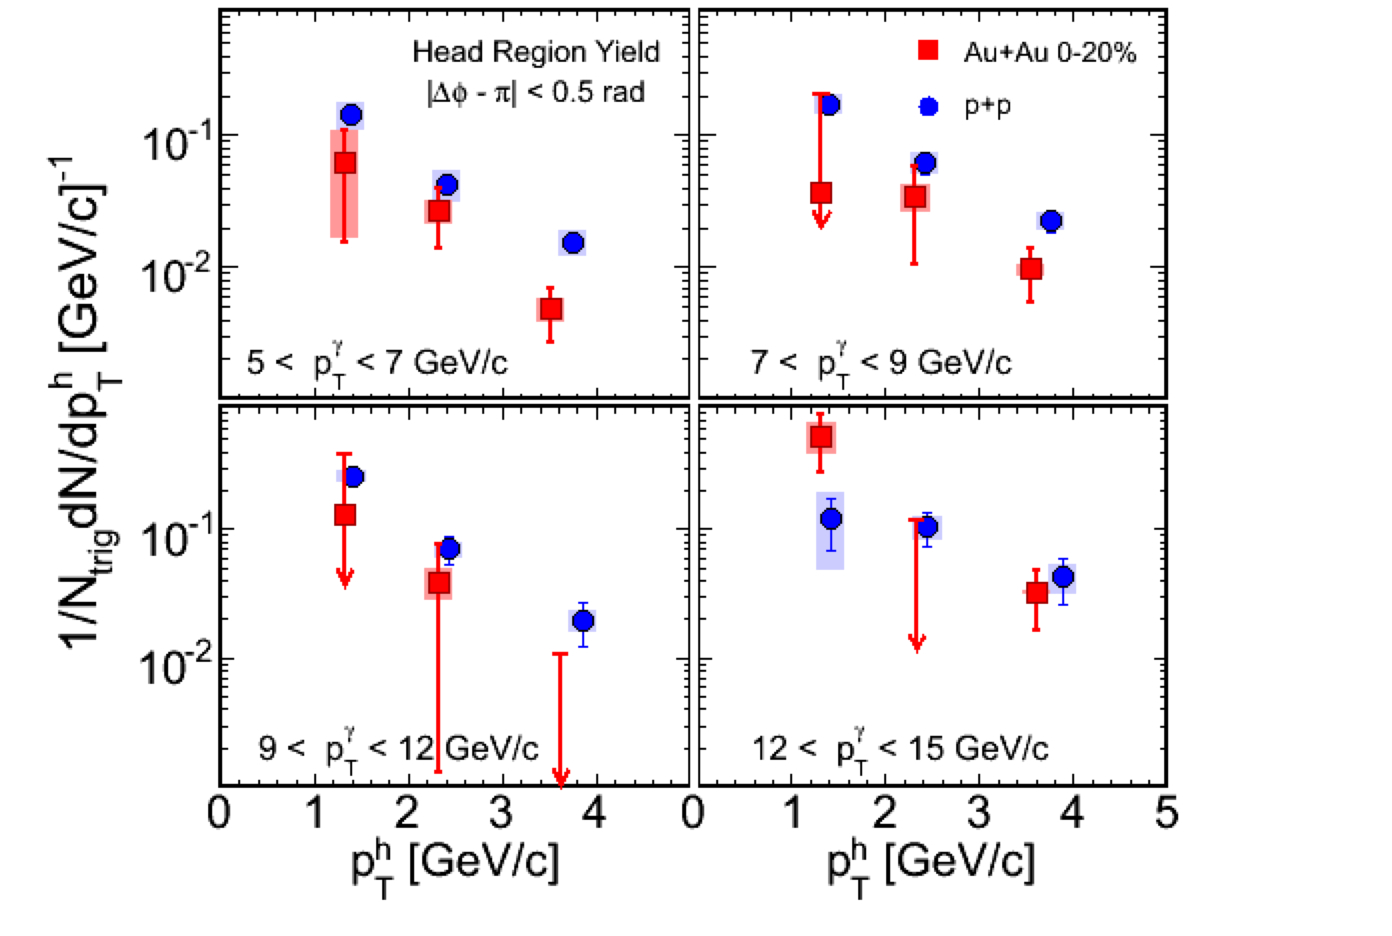 Head Region Yield
|Δϕ - π| < 0.5 rad
Au+Au 0-20%
p+p
10⁻¹
10⁻²
5 < p_T^γ < 7 GeV/c
7 < p_T^γ < 9 GeV/c
1/N_trig dN/dp_T^h [GeV/c]⁻¹
10⁻¹
10⁻²
9 < p_T^γ < 12 GeV/c
12 < p_T^γ < 15 GeV/c
0 1 2 3 4 0 1 2 3 4 5
p_T^h [GeV/c] p_T^h [GeV/c]